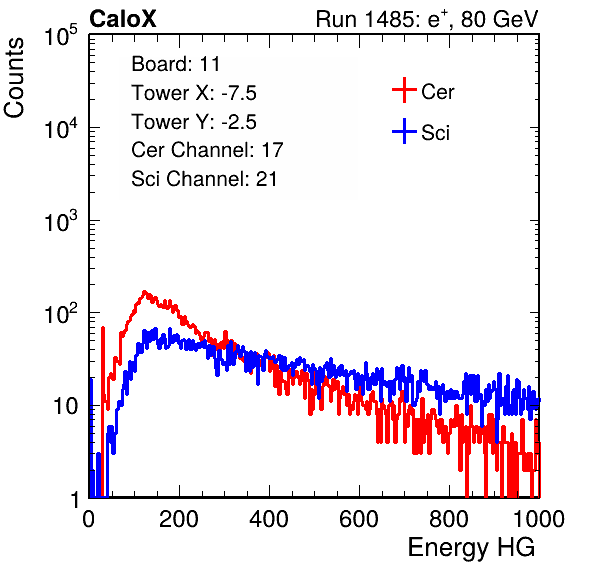 CaloX Run 1485: e⁺, 80 GeV
Counts
10⁵
10⁴
10³
10²
10
1
Board: 11
Tower X: -7.5
Tower Y: -2.5
Cer Channel: 17
Sci Channel: 21
Cer
Sci
0 200 400 600 800 1000
Energy HG